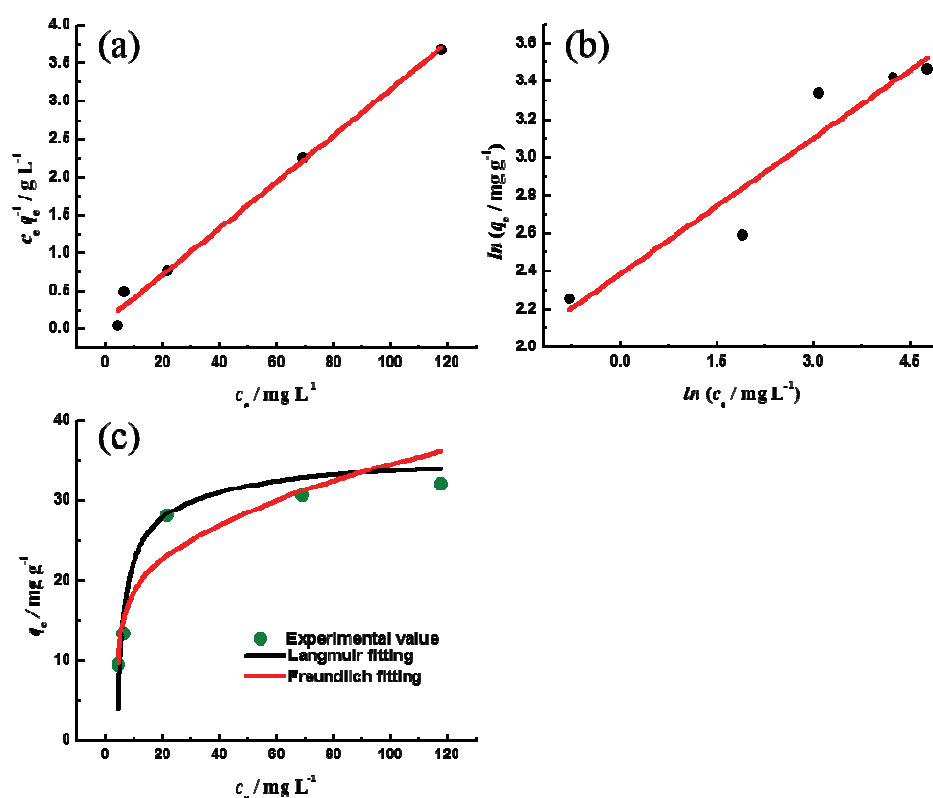 (a)
4.0
3.5
3.0
2.5
2.0
1.5
1.0
0.5
0.0
c_e q_e^-1 / g L^-1
0 20 40 60 80 100 120
c_e / mg L^-1
(b)
3.6
3.4
3.2
3.0
2.8
2.6
2.4
2.2
2.0
ln (q_e / mg g^-1)
0.0 1.5 3.0 4.5
ln (c_e / mg L^-1)
(c)
40
30
20
10
0
q_e / mg g^-1
Experimental value
Langmuir fitting
Freundlich fitting
0 20 40 60 80 100 120
c_e / mg L^-1